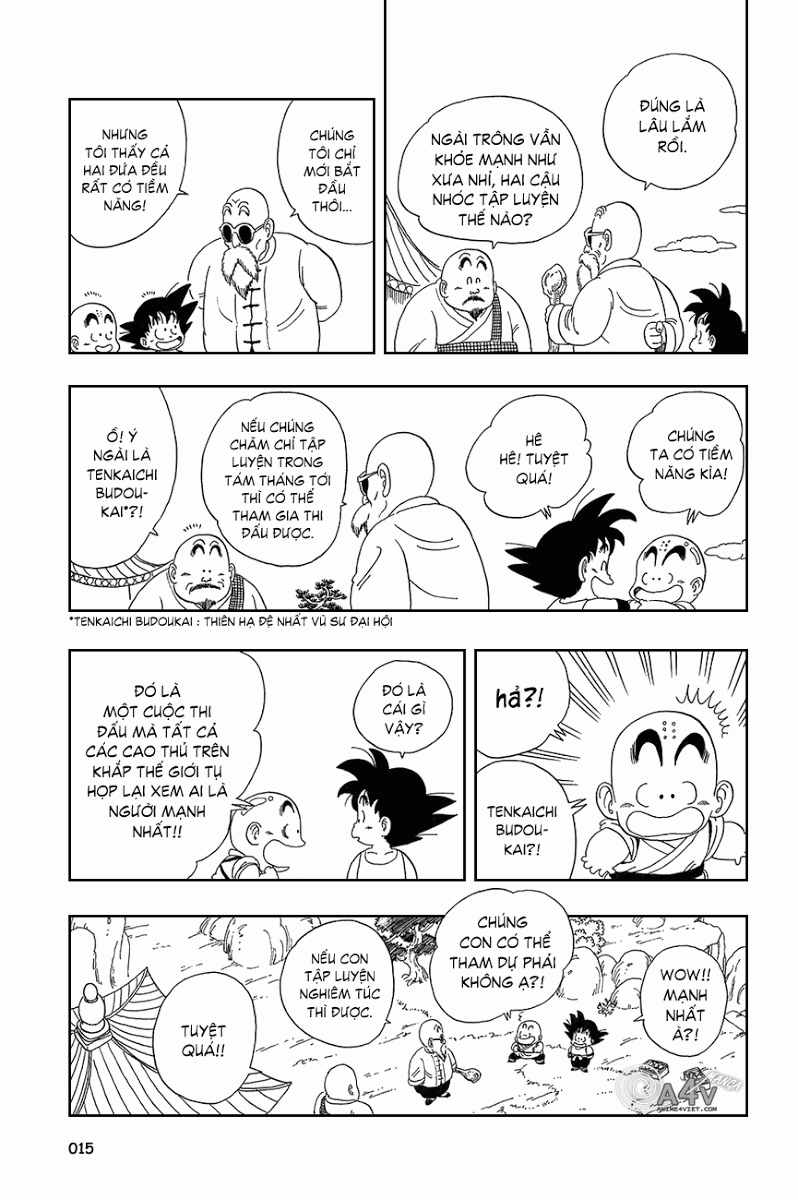 ĐÚNG LÀ
LÂU LẮM
RỒI.
NGÀI TRÔNG VẪN
KHỎE MẠNH NHƯ
XƯA NHỈ, HAI CẬU
NHÓC TẬP LUYỆN
THẾ NÀO?
CHÚNG
TÔI CHỈ
MỚI BẮT
ĐẦU
THÔI...
NHƯNG
TÔI THẤY CẢ
HAI ĐỨA ĐỀU
RẤT CÓ TIỀM
NĂNG!
CHÚNG
TA CÓ TIỀM
NĂNG KÌA!
HÊ
HÊ! TUYỆT
QUÁ!
NẾU CHÚNG
CHĂM CHỈ TẬP
LUYỆN TRONG
TÁM THÁNG TỚI
THÌ CÓ THỂ
THAM GIA THI
ĐẤU ĐƯỢC.
Ồ! Ý
NGÀI LÀ
TENKAICHI
BUDOU-
KAI*?!
*TENKAICHI BUDOUKAI : THIÊN HẠ ĐỆ NHẤT VÕ SƯ ĐẠI HỘI
HẢ?!
TENKAICHI
BUDOU-
KAI?!
ĐÓ LÀ
CÁI GÌ
VẬY?
ĐÓ LÀ
MỘT CUỘC THI
ĐẤU MÀ TẤT CẢ
CÁC CAO THỦ TRÊN
KHẮP THẾ GIỚI TỤ
HỌP LẠI XEM AI LÀ
NGƯỜI MẠNH
NHẤT!!
WOW!!
MẠNH
NHẤT
À?!
CHÚNG
CON CÓ THỂ
THAM DỰ PHẢI
KHÔNG Ạ?!
NẾU CON
TẬP LUYỆN
NGHIÊM TÚC
THÌ ĐƯỢC.
TUYỆT
QUÁ!!
MANGA
A4V
ANIME4VIET.COM
015